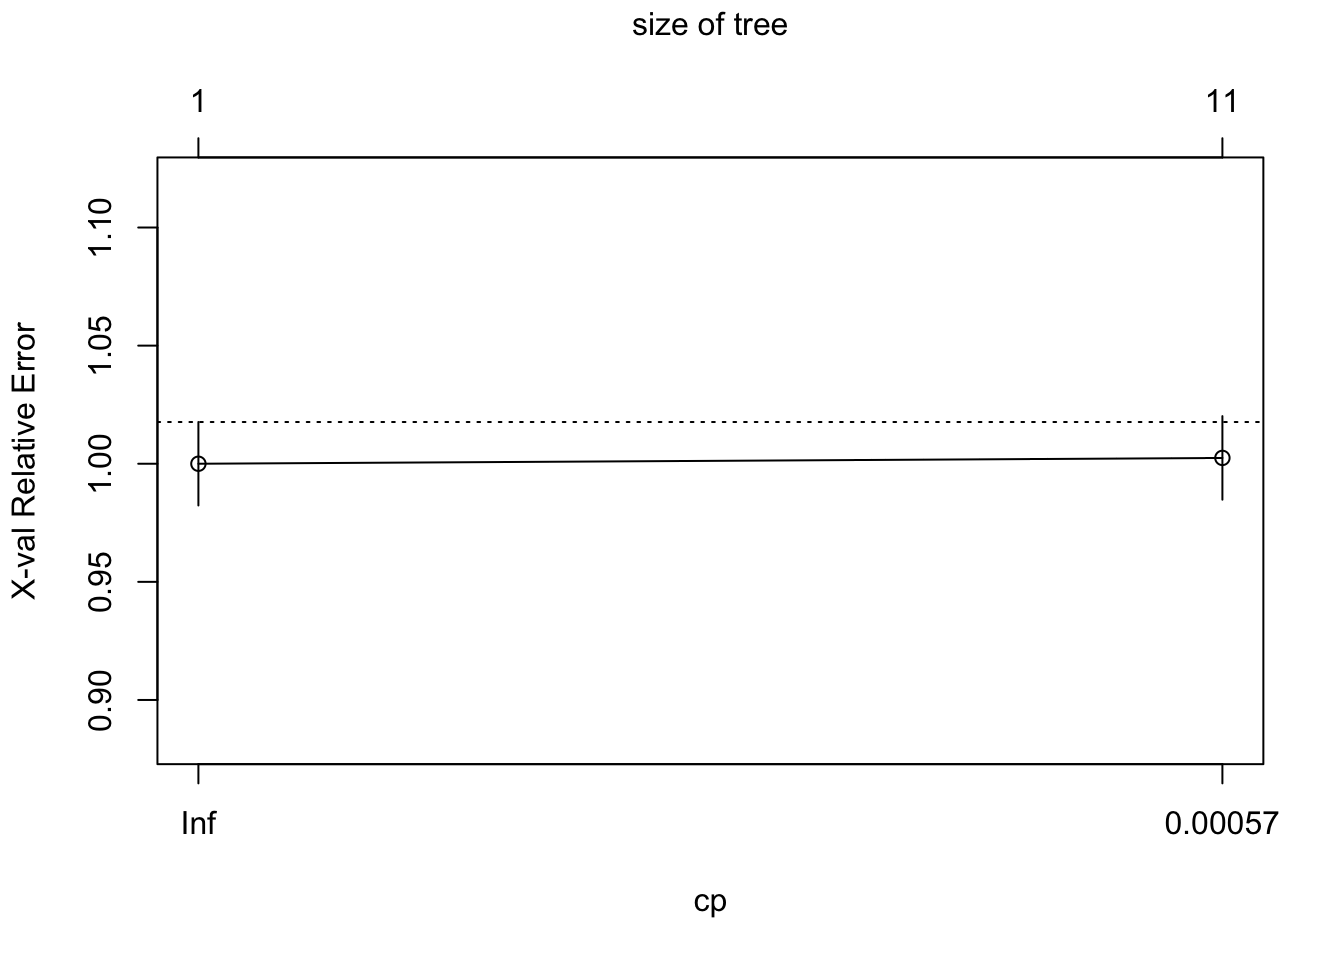 size of tree
1 11
X-val Relative Error
1.10
1.05
1.00
0.95
0.90
Inf 0.00057
cp